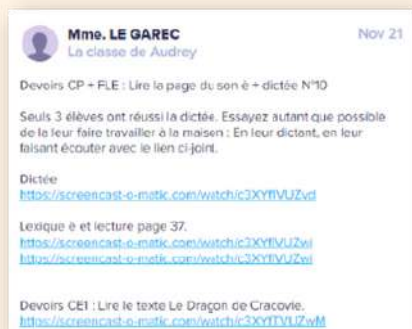 Mme. LE GAREC
Nov 21
La classe de Audrey
Devoirs CP + FLE : Lire la page du son è + dictée N°10
Seuls 3 élèves ont réussi la dictée. Essayez autant que possible
de la leur faire travailler à la maison : En leur dictant, en leur
faisant écouter avec le lien ci-joint.
Dictée
Lexique è et lecture page 37.
Devoirs CE1 : Lire le texte Le Dragon de Cracovie.